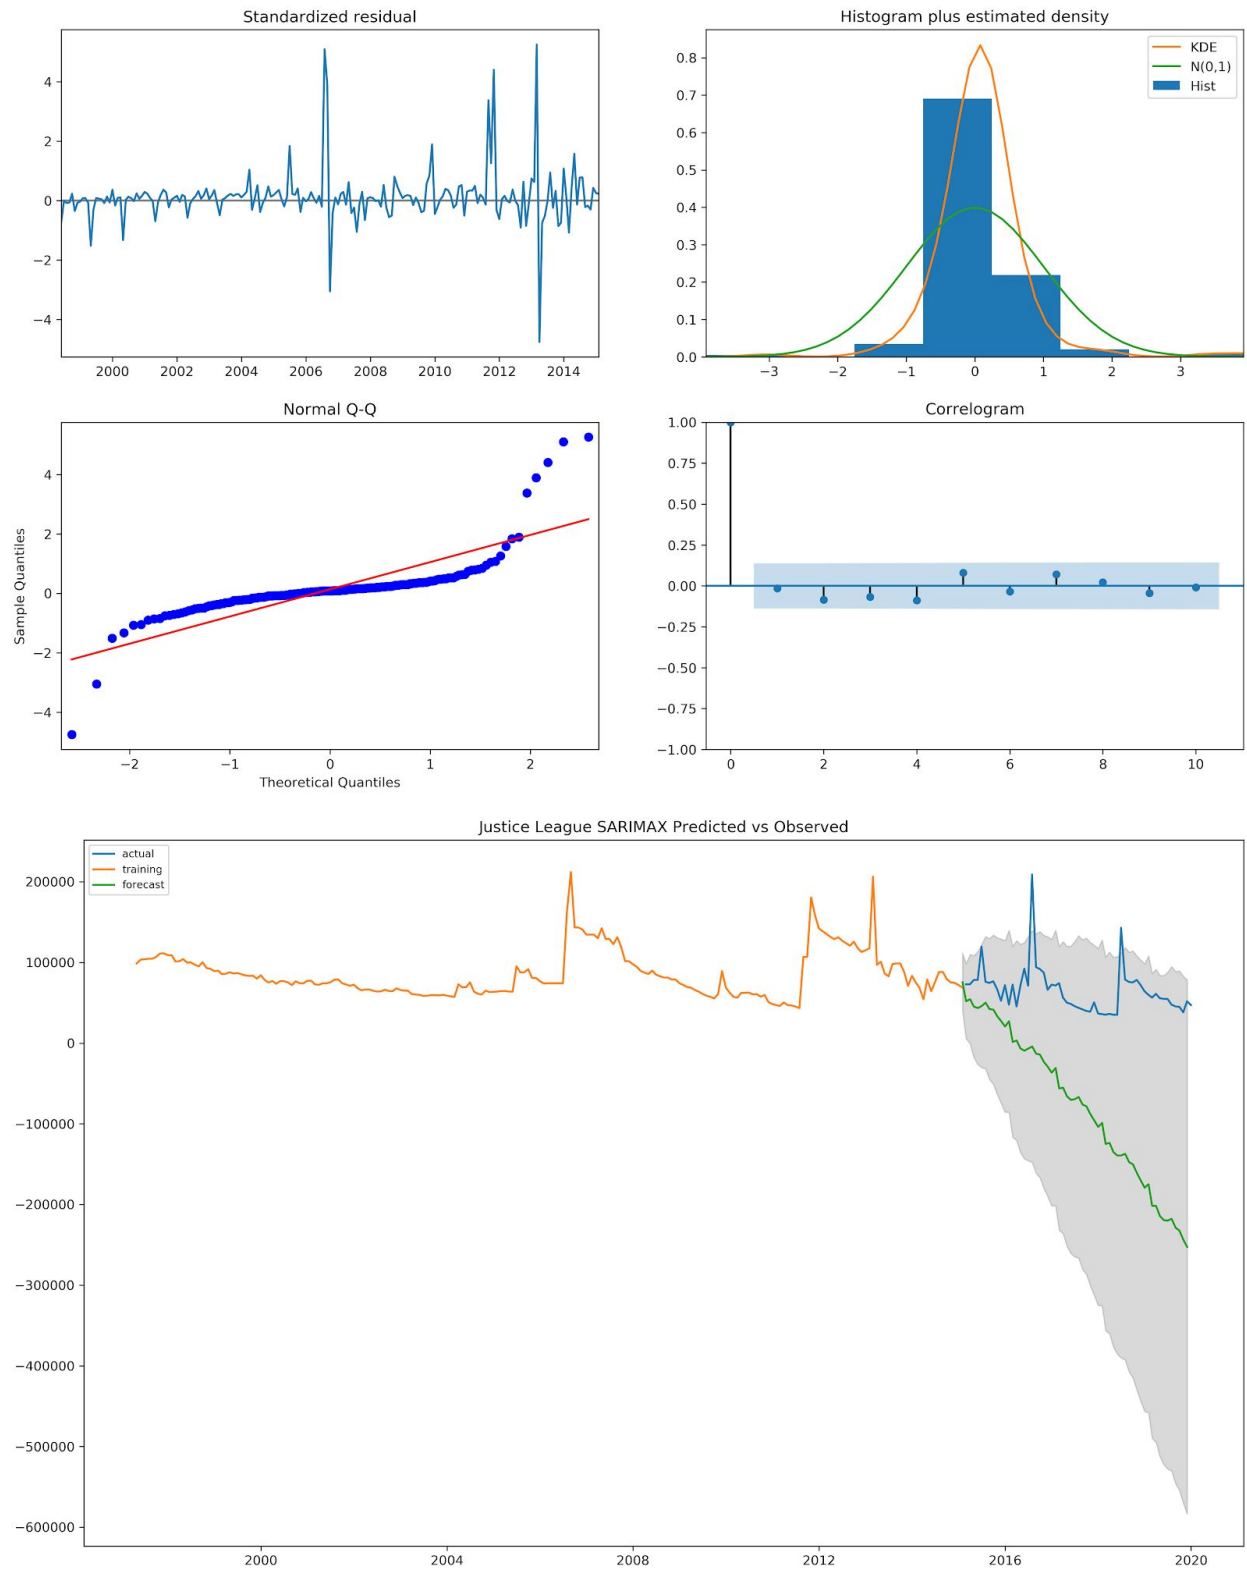 Standardized residual
4
2
0
−2
−4
2000 2002 2004 2006 2008 2010 2012 2014
Histogram plus estimated density
KDE
N(0,1)
Hist
0.8
0.7
0.6
0.5
0.4
0.3
0.2
0.1
0.0
−3 −2 −1 0 1 2 3
Normal Q-Q
Sample Quantiles
4
2
0
−2
−4
−2 −1 0 1 2
Theoretical Quantiles
Correlogram
1.00
0.75
0.50
0.25
0.00
−0.25
−0.50
−0.75
−1.00
0 2 4 6 8 10
Justice League SARIMAX Predicted vs Observed
actual
training
forecast
200000
100000
0
−100000
−200000
−300000
−400000
−500000
−600000
2000 2004 2008 2012 2016 2020